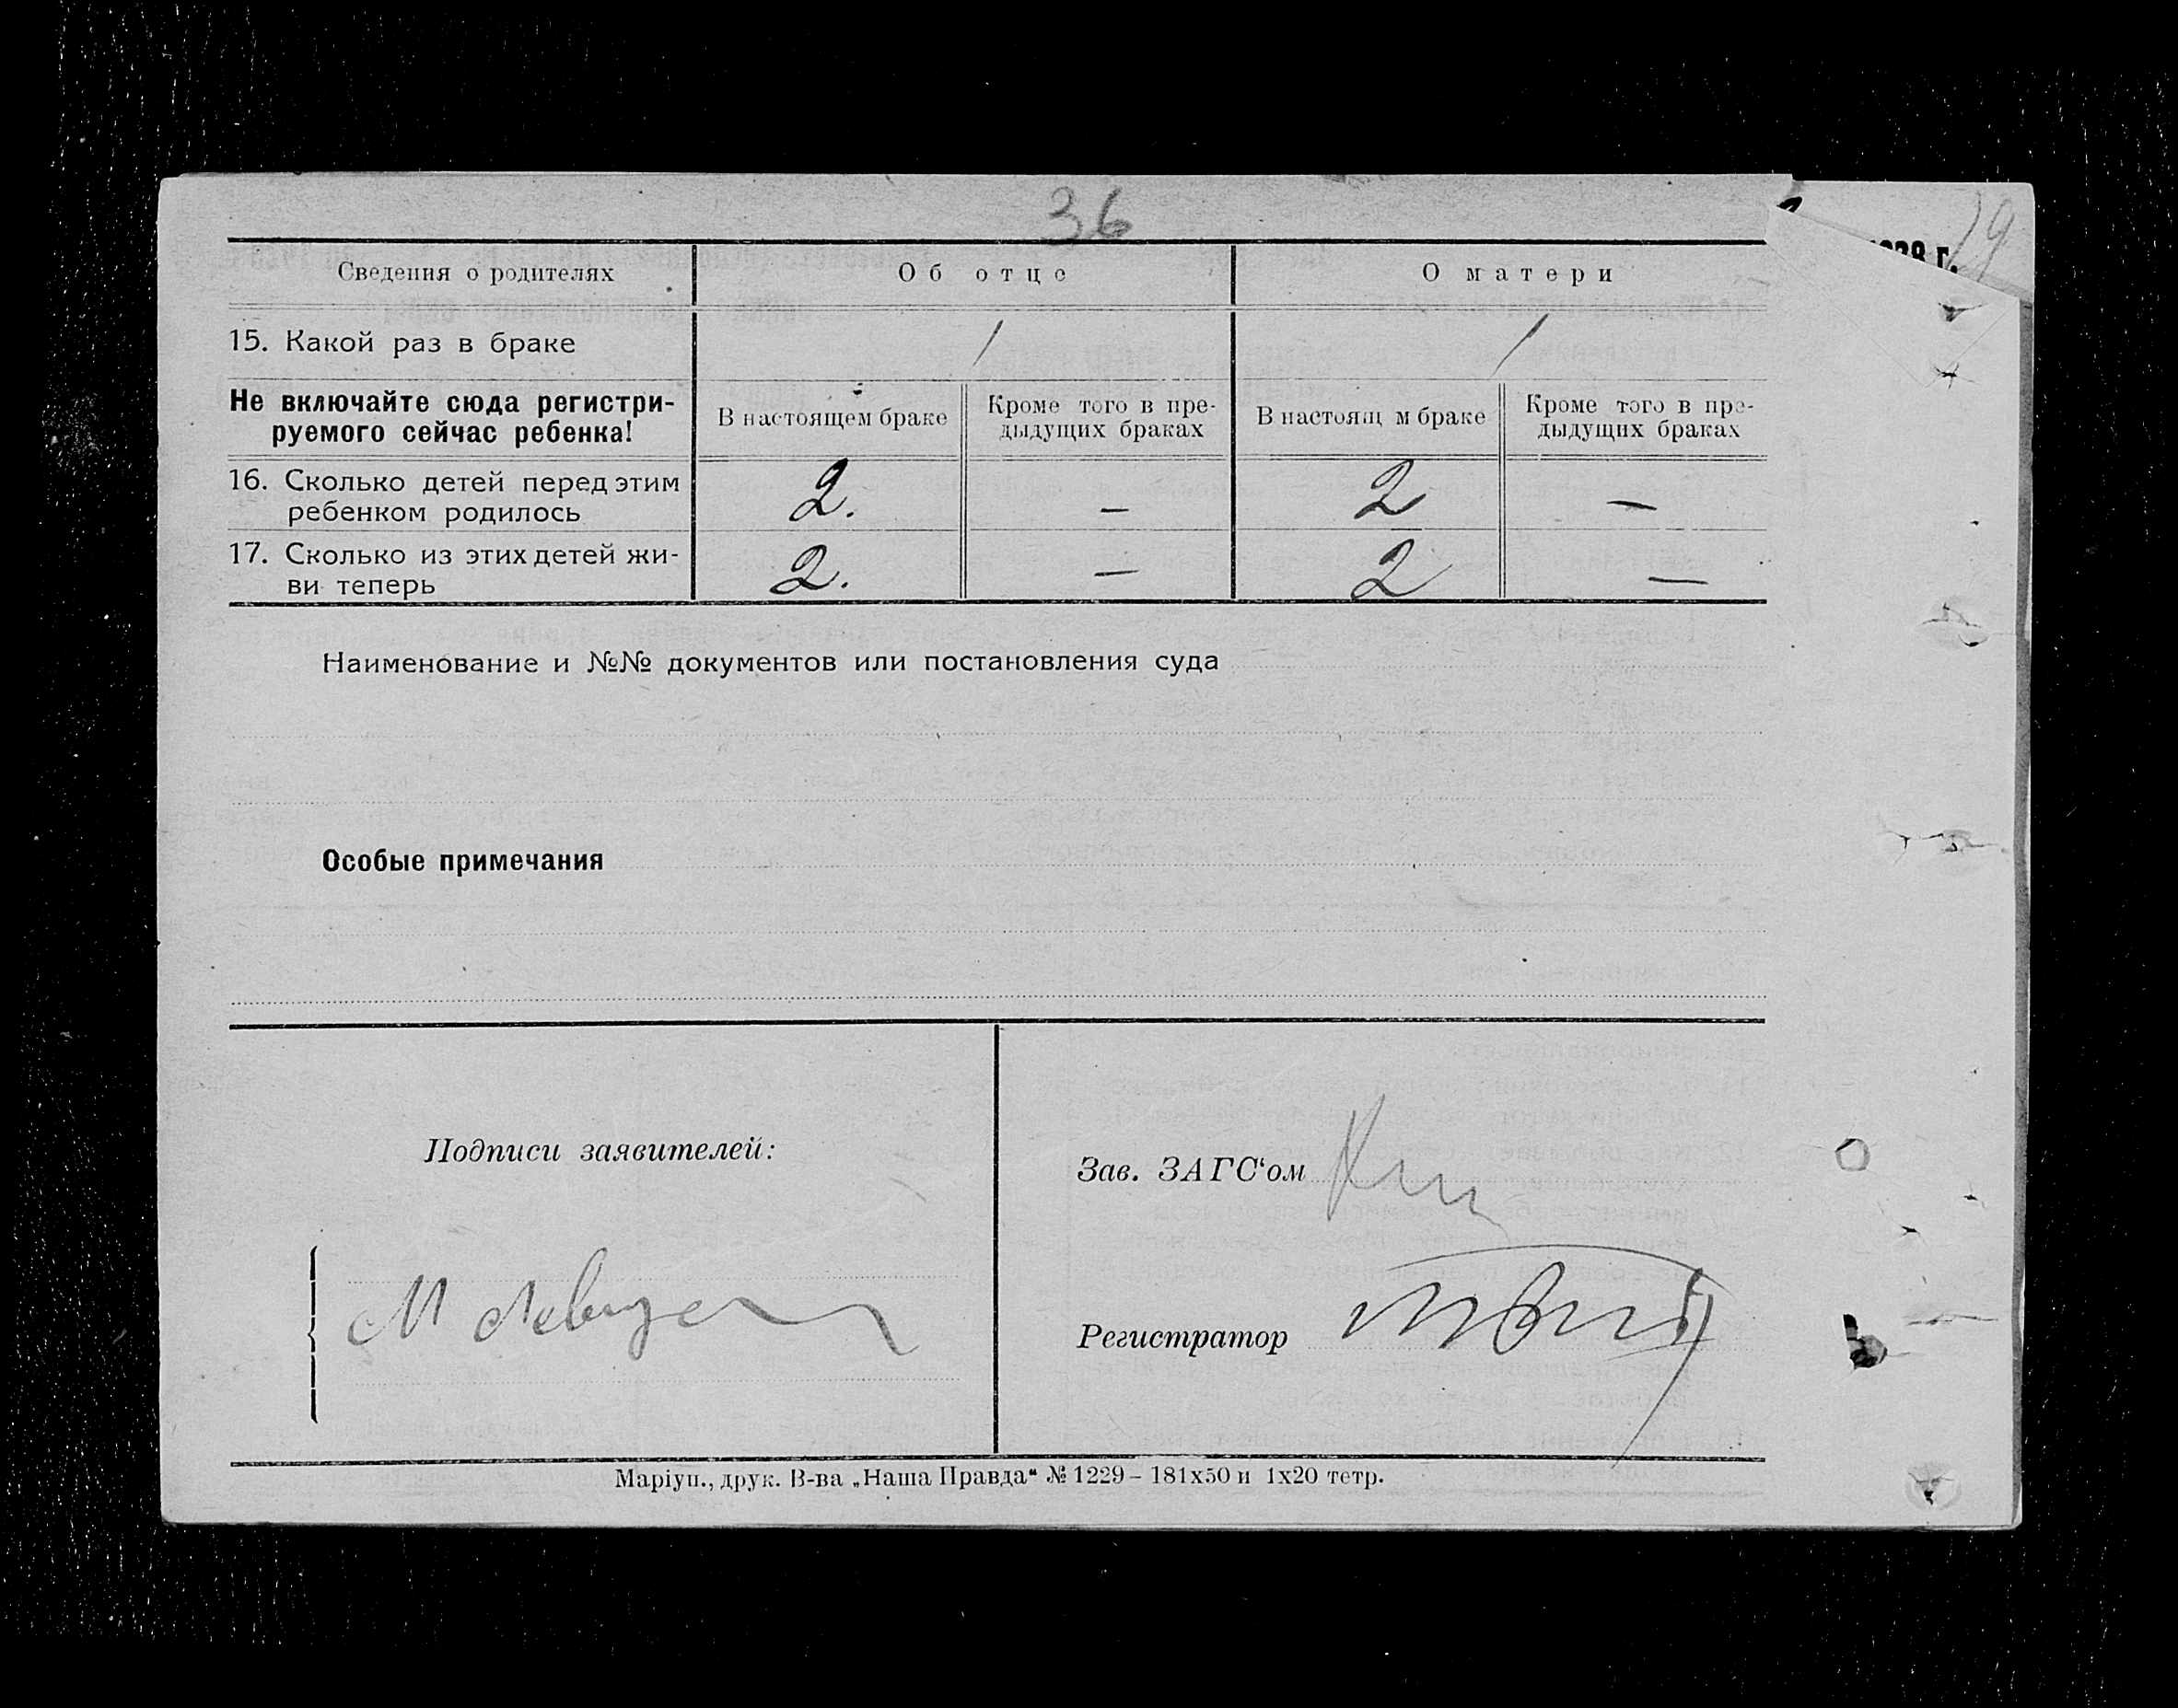 36
19
38 г.
Сведения о родителях Об отце О матери
15. Какой раз в браке / /
Не включайте сюда регистри-
руемого сейчас ребенка!
В настоящем браке
Кроме того в пре-
дыдущих браках
В настоящ м браке
Кроме того в пре-
дыдущих браках
16. Сколько детей перед этим
ребенком родилось
2. – 2 –
17. Сколько из этих детей жи-
ви теперь
2. – 2 –
Наименование и №№ документов или постановления суда
Особые примечания
Подписи заявителей:
М
Зав. ЗАГС‘ом
Регистратор
Маріуп., друк. В-ва „Наша Правда“ № 1229 – 181х50 и 1х20 тетр.